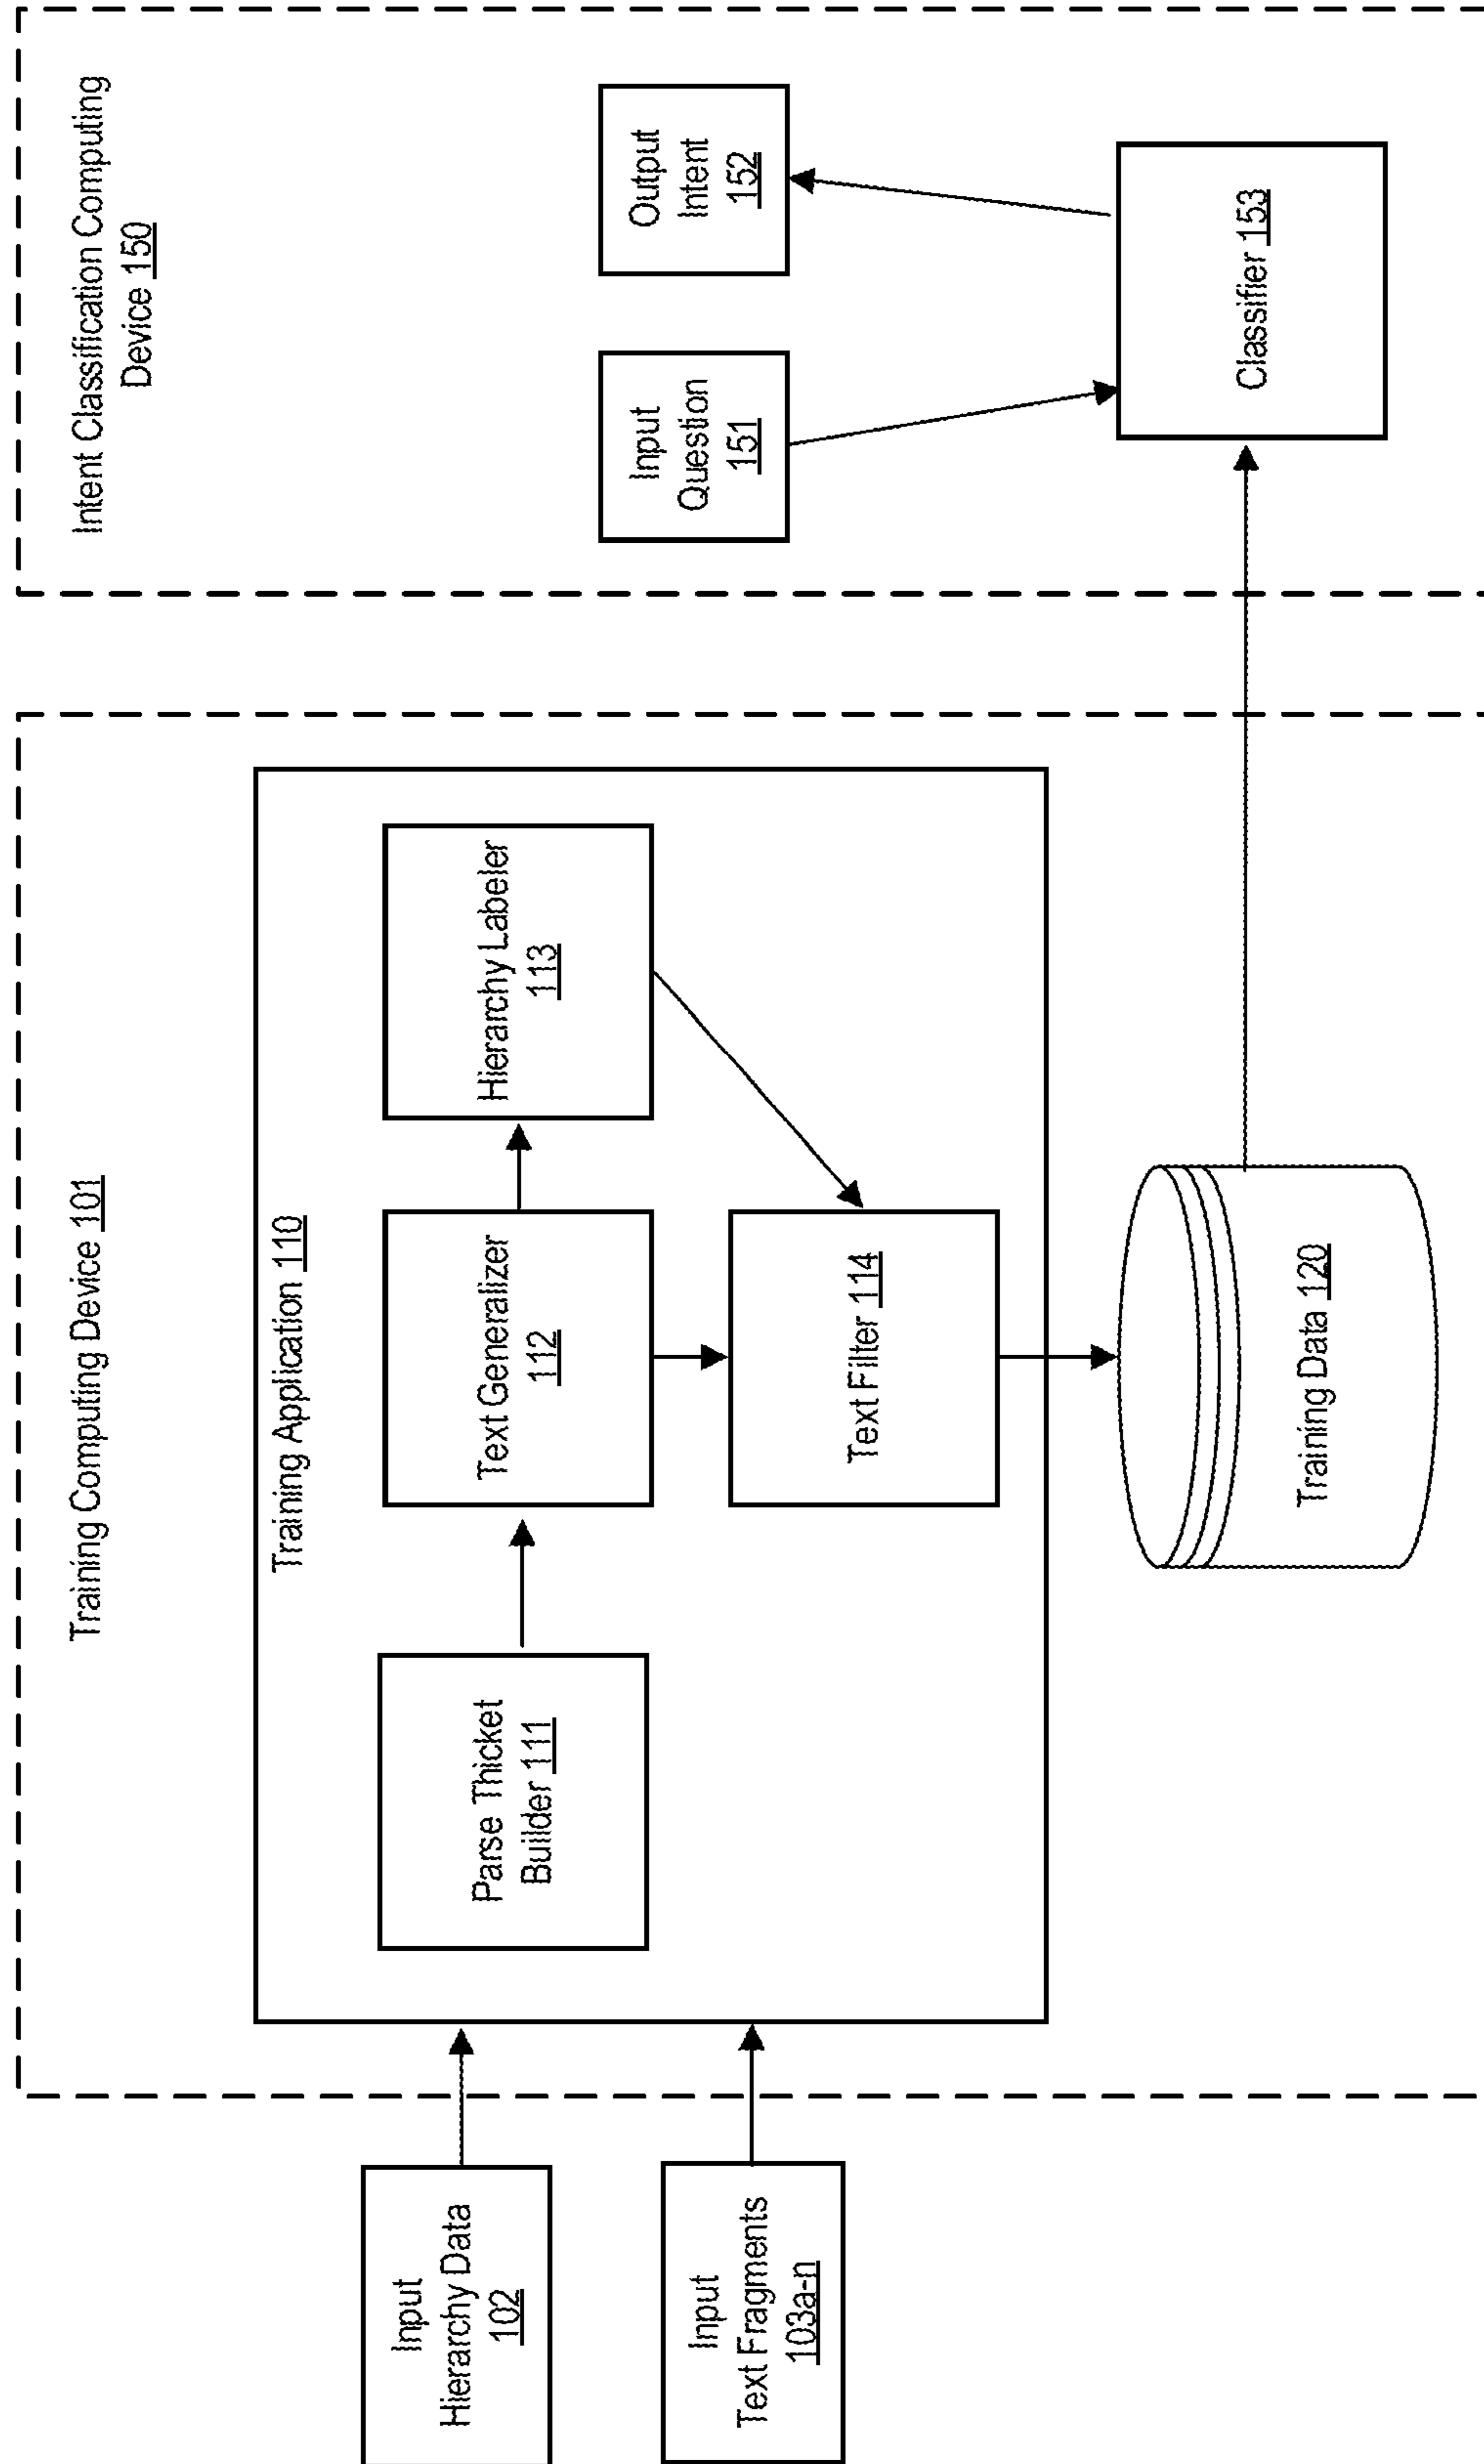 Training Computing Device 101
Intent Classification Computing
Device 150
Input
Hierarchy Data
102
Input
Text Fragments
103a-n
Training Application 110
Parse Thicket
Builder 111
Text Generalizer
112
Hierarchy Labeler
113
Text Filter 114
Training Data 120
Input
Question
151
Output
Intent
152
Classifier 153